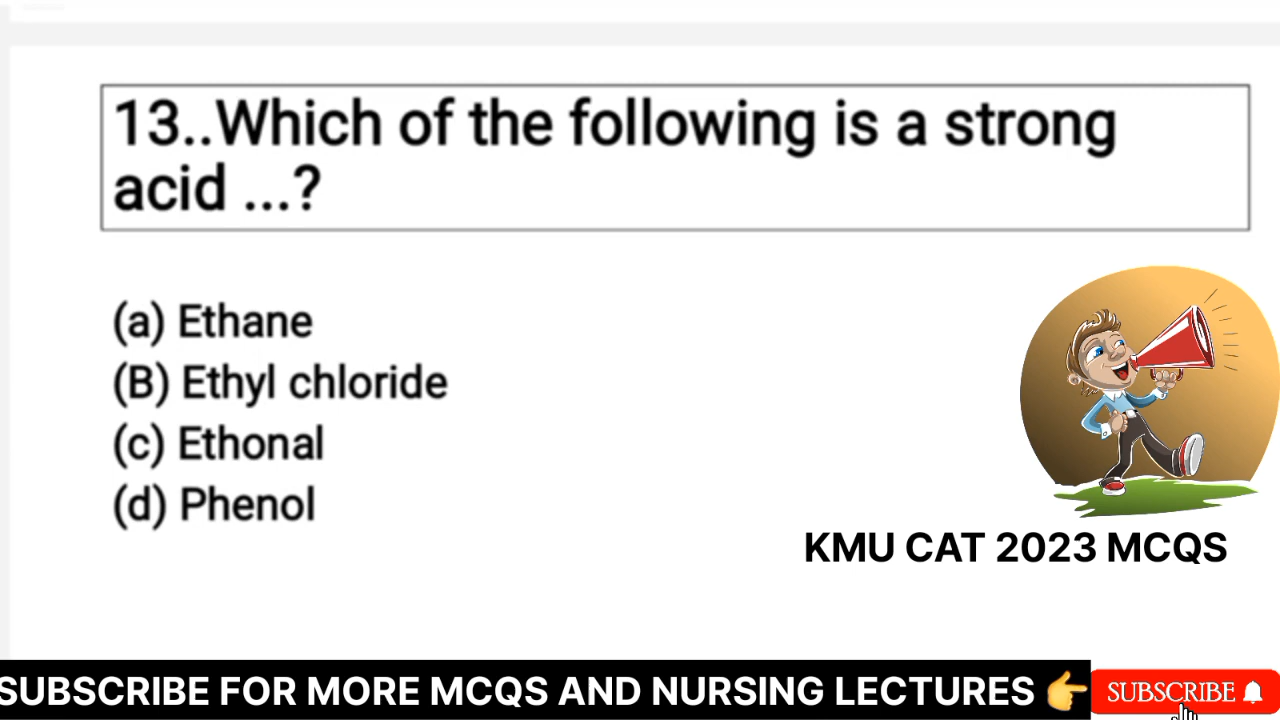 13..Which of the following is a strong
acid ...?
(a) Ethane
(B) Ethyl chloride
(c) Ethonal
(d) Phenol
KMU CAT 2023 MCQS
SUBSCRIBE FOR MORE MCQS AND NURSING LECTURES 👉 SUBSCRIBE